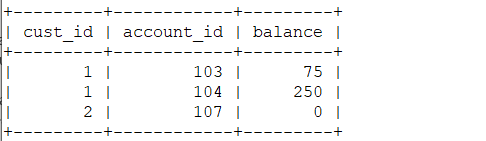 +---------+------------+---------+
| cust_id | account_id | balance |
+---------+------------+---------+
|       1 |        103 |      75 |
|       1 |        104 |     250 |
|       2 |        107 |       0 |
+---------+------------+---------+